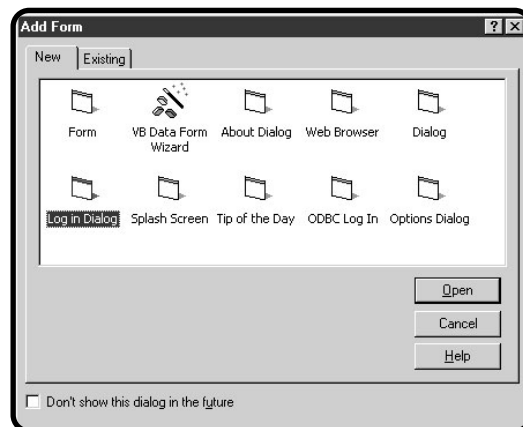 Add Form
New Existing
Form VB Data Form Wizard About Dialog Web Browser Dialog
Log in Dialog Splash Screen Tip of the Day ODBC Log In Options Dialog
Open
Cancel
Help
Don't show this dialog in the future